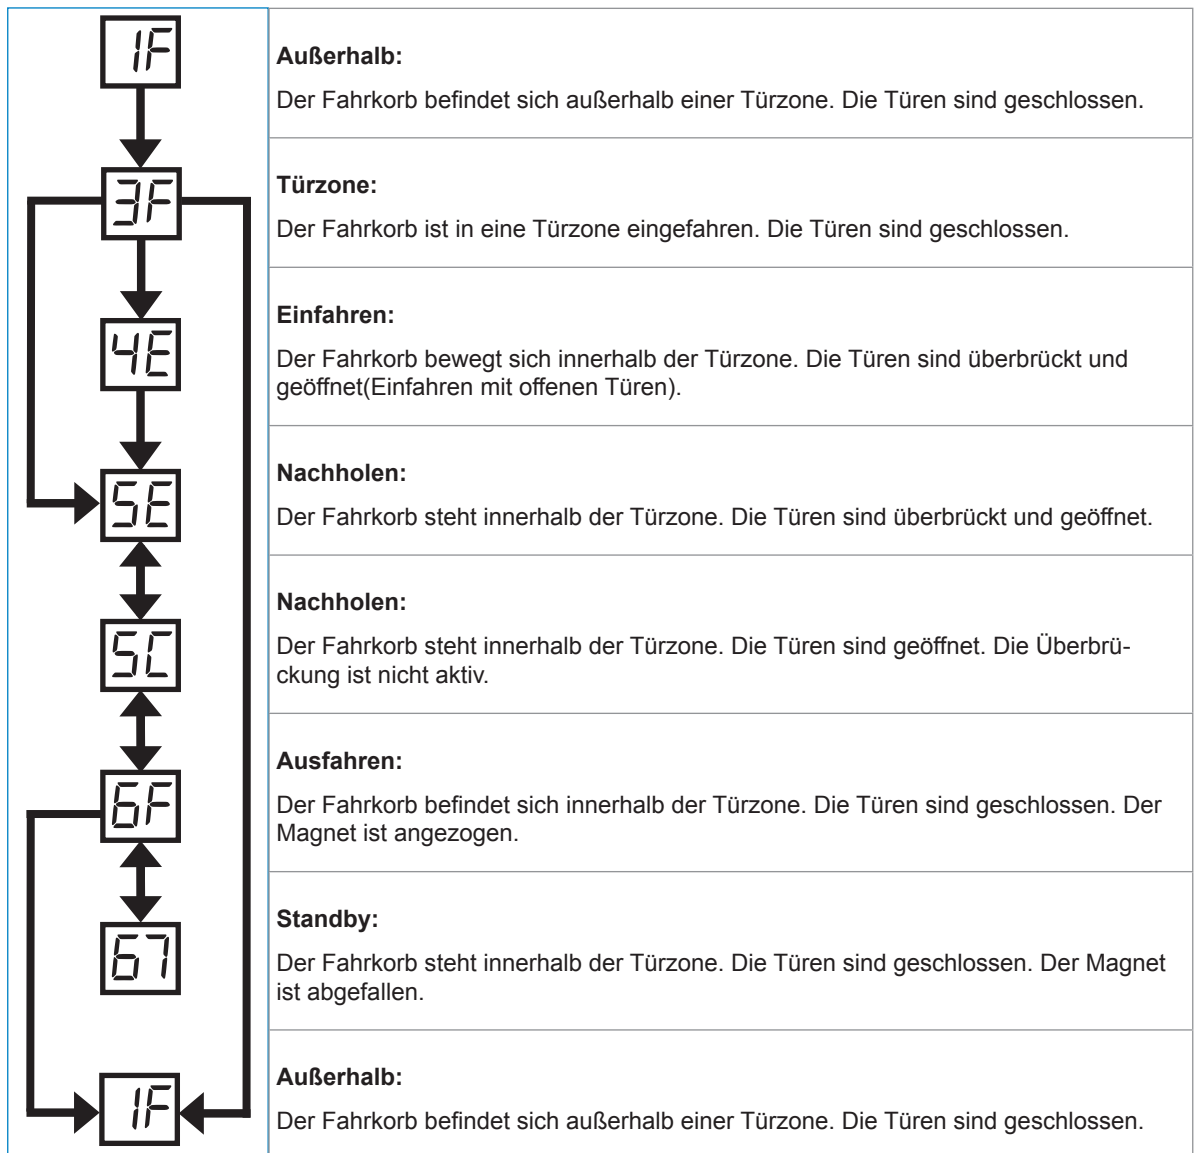 1F
Außerhalb:
Der Fahrkorb befindet sich außerhalb einer Türzone. Die Türen sind geschlossen.
3F
Türzone:
Der Fahrkorb ist in eine Türzone eingefahren. Die Türen sind geschlossen.
4E
Einfahren:
Der Fahrkorb bewegt sich innerhalb der Türzone. Die Türen sind überbrückt und
geöffnet(Einfahren mit offenen Türen).
5E
Nachholen:
Der Fahrkorb steht innerhalb der Türzone. Die Türen sind überbrückt und geöffnet.
5C
Nachholen:
Der Fahrkorb steht innerhalb der Türzone. Die Türen sind geöffnet. Die Überbrü-
ckung ist nicht aktiv.
6F
Ausfahren:
Der Fahrkorb befindet sich innerhalb der Türzone. Die Türen sind geschlossen. Der
Magnet ist angezogen.
67
Standby:
Der Fahrkorb steht innerhalb der Türzone. Die Türen sind geschlossen. Der Magnet
ist abgefallen.
1F
Außerhalb:
Der Fahrkorb befindet sich außerhalb einer Türzone. Die Türen sind geschlossen.